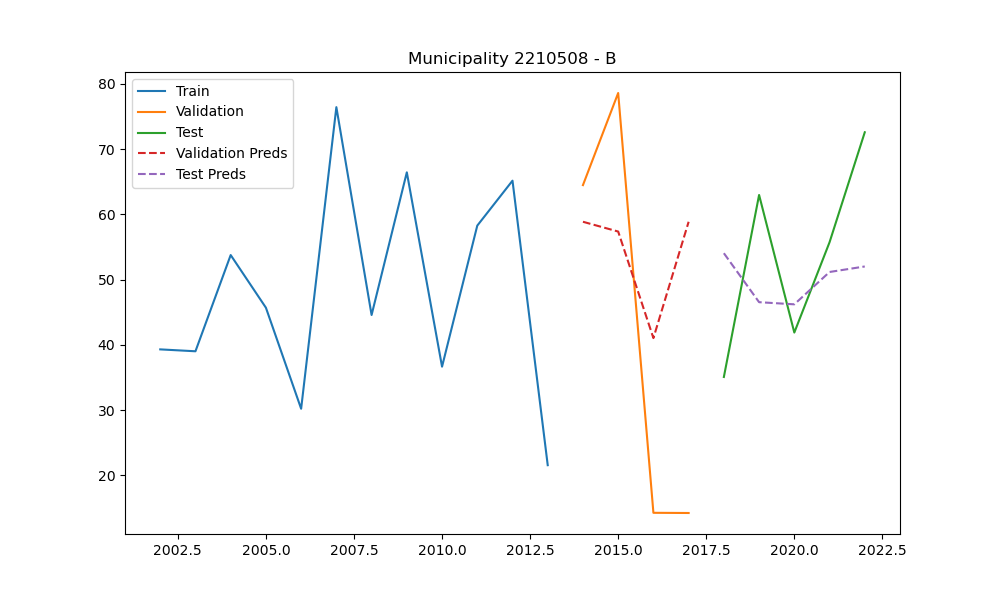 Municipality 2210508 - B
Train
Validation
Test
Validation Preds
Test Preds
80
70
60
50
40
30
20
2002.5 2005.0 2007.5 2010.0 2012.5 2015.0 2017.5 2020.0 2022.5